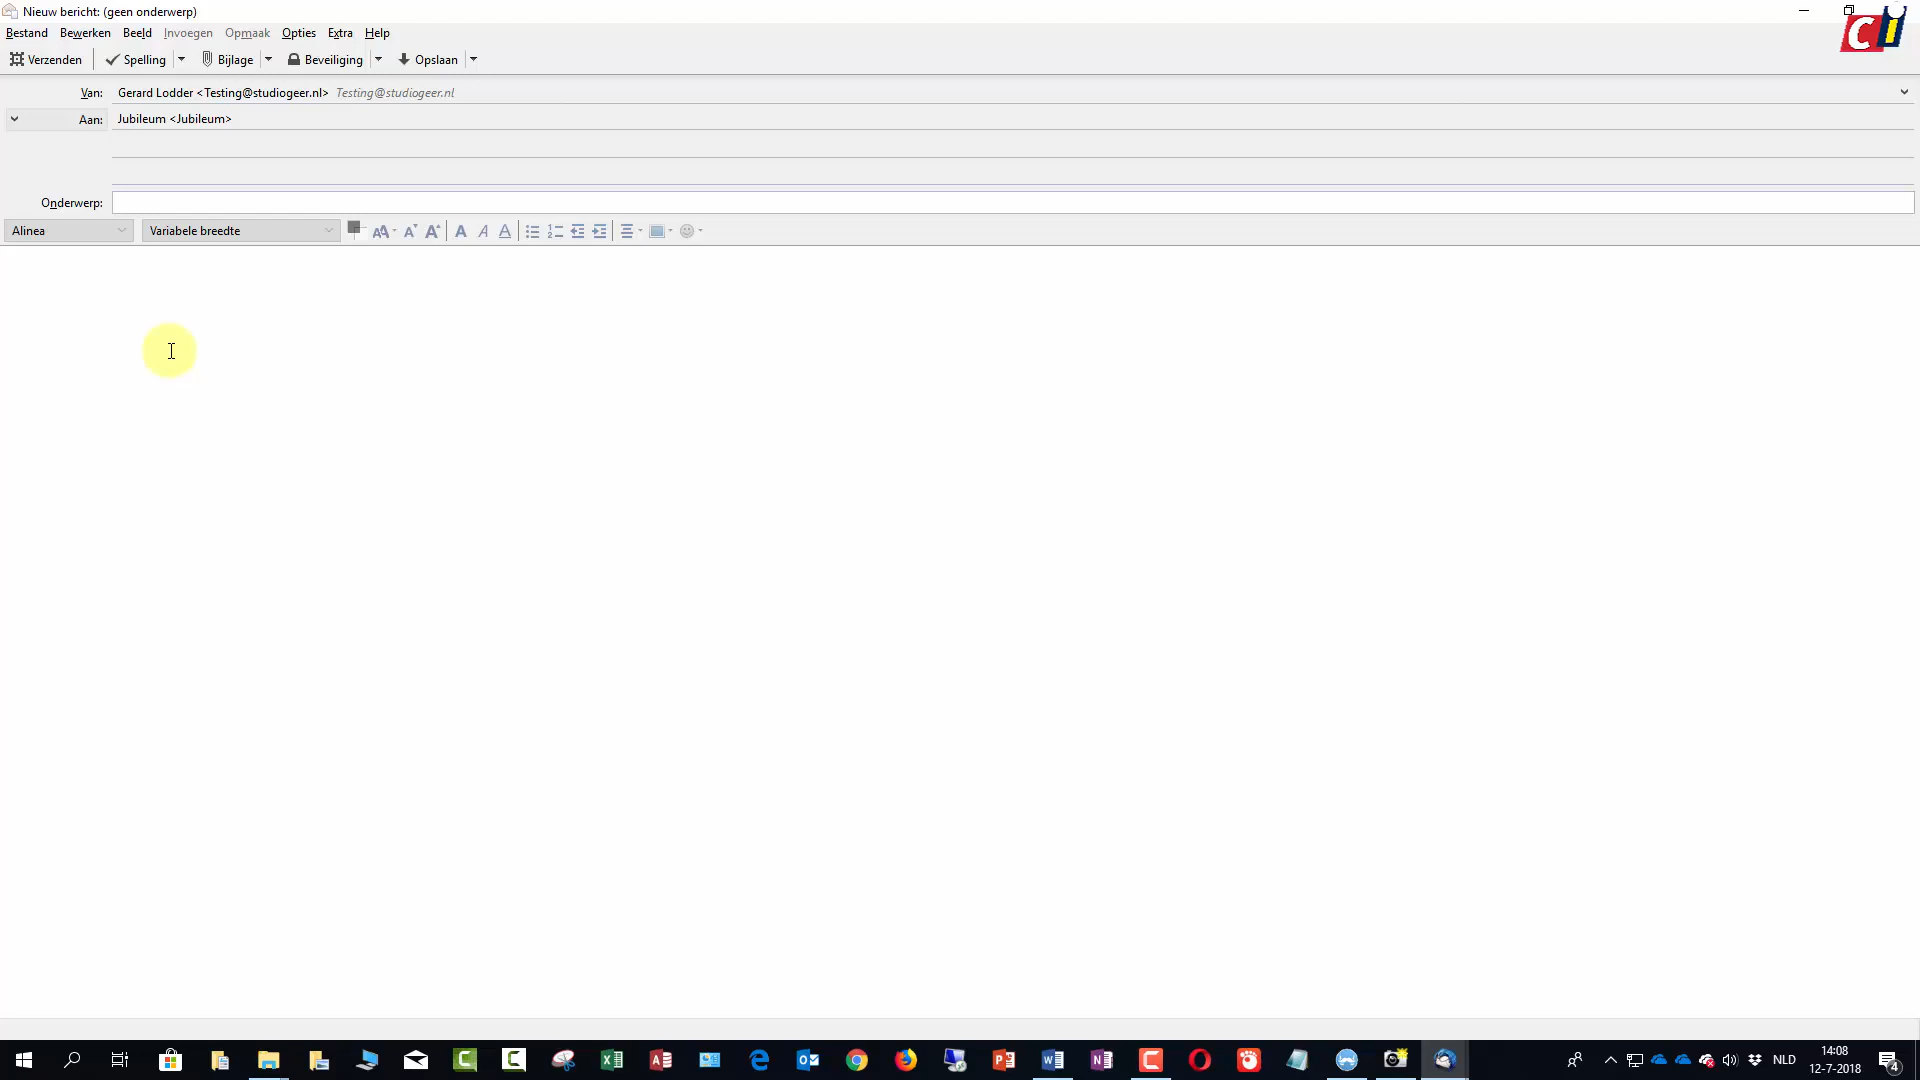 Nieuw bericht: (geen onderwerp)
Bestand Bewerken Beeld Invoegen Opmaak Opties Extra Help
Verzenden Spelling Bijlage Beveiliging Opslaan
Van: Gerard Lodder <Testing@studiogeer.nl> Testing@studiogeer.nl
Aan: Jubileum <Jubileum>
Onderwerp:
Alinea Variabele breedte
NLD
14:08
12-7-2018
4